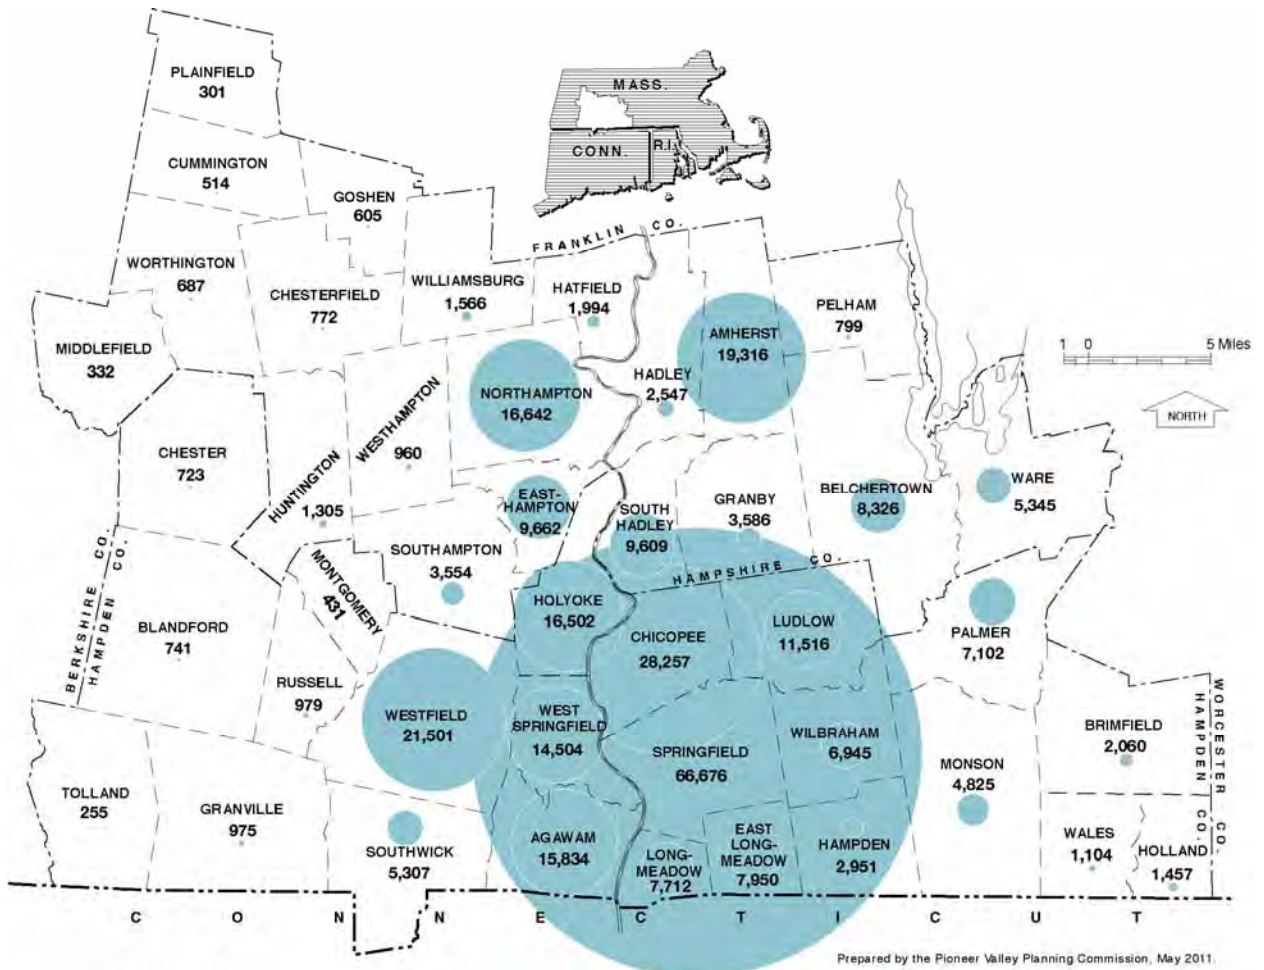 PLAINFIELD
301
MASS.
CONN.
R.I.
CUMMINGTON
514
GOSHEN
605
FRANKLIN CO.
WORTHINGTON
687
CHESTERFIELD
772
WILLIAMSBURG
1,566
HATFIELD
1,994
PELHAM
799
AMHERST
19,316
1 0 5 Miles
MIDDLEFIELD
332
HADLEY
2,547
NORTHAMPTON
16,642
NORTH
WESTHAMPTON
960
CHESTER
723
HUNTINGTON
1,305
EAST-
HAMPTON
9,662
SOUTH
HADLEY
9,609
GRANBY
3,586
BELCHERTOWN
8,326
WARE
5,345
SOUTHAMPTON
3,554
MONTGOMERY
431
HAMPSHIRE CO.
BERKSHIRE CO.
HAMPDEN CO.
BLANDFORD
741
HOLYOKE
16,502
CHICOPEE
28,257
LUDLOW
11,516
PALMER
7,102
RUSSELL
979
WESTFIELD
21,501
WEST
SPRINGFIELD
14,504
SPRINGFIELD
66,676
WILBRAHAM
6,945
MONSON
4,825
BRIMFIELD
2,060
HAMPDEN CO.
WORCESTER CO.
TOLLAND
255
GRANVILLE
975
SOUTHWICK
5,307
AGAWAM
15,834
LONG-
MEADOW
7,712
EAST
LONG-
MEADOW
7,950
HAMPDEN
2,951
WALES
1,104
HOLLAND
1,457
CONNECTICUT
Prepared by the Pioneer Valley Planning Commission, May 2011.